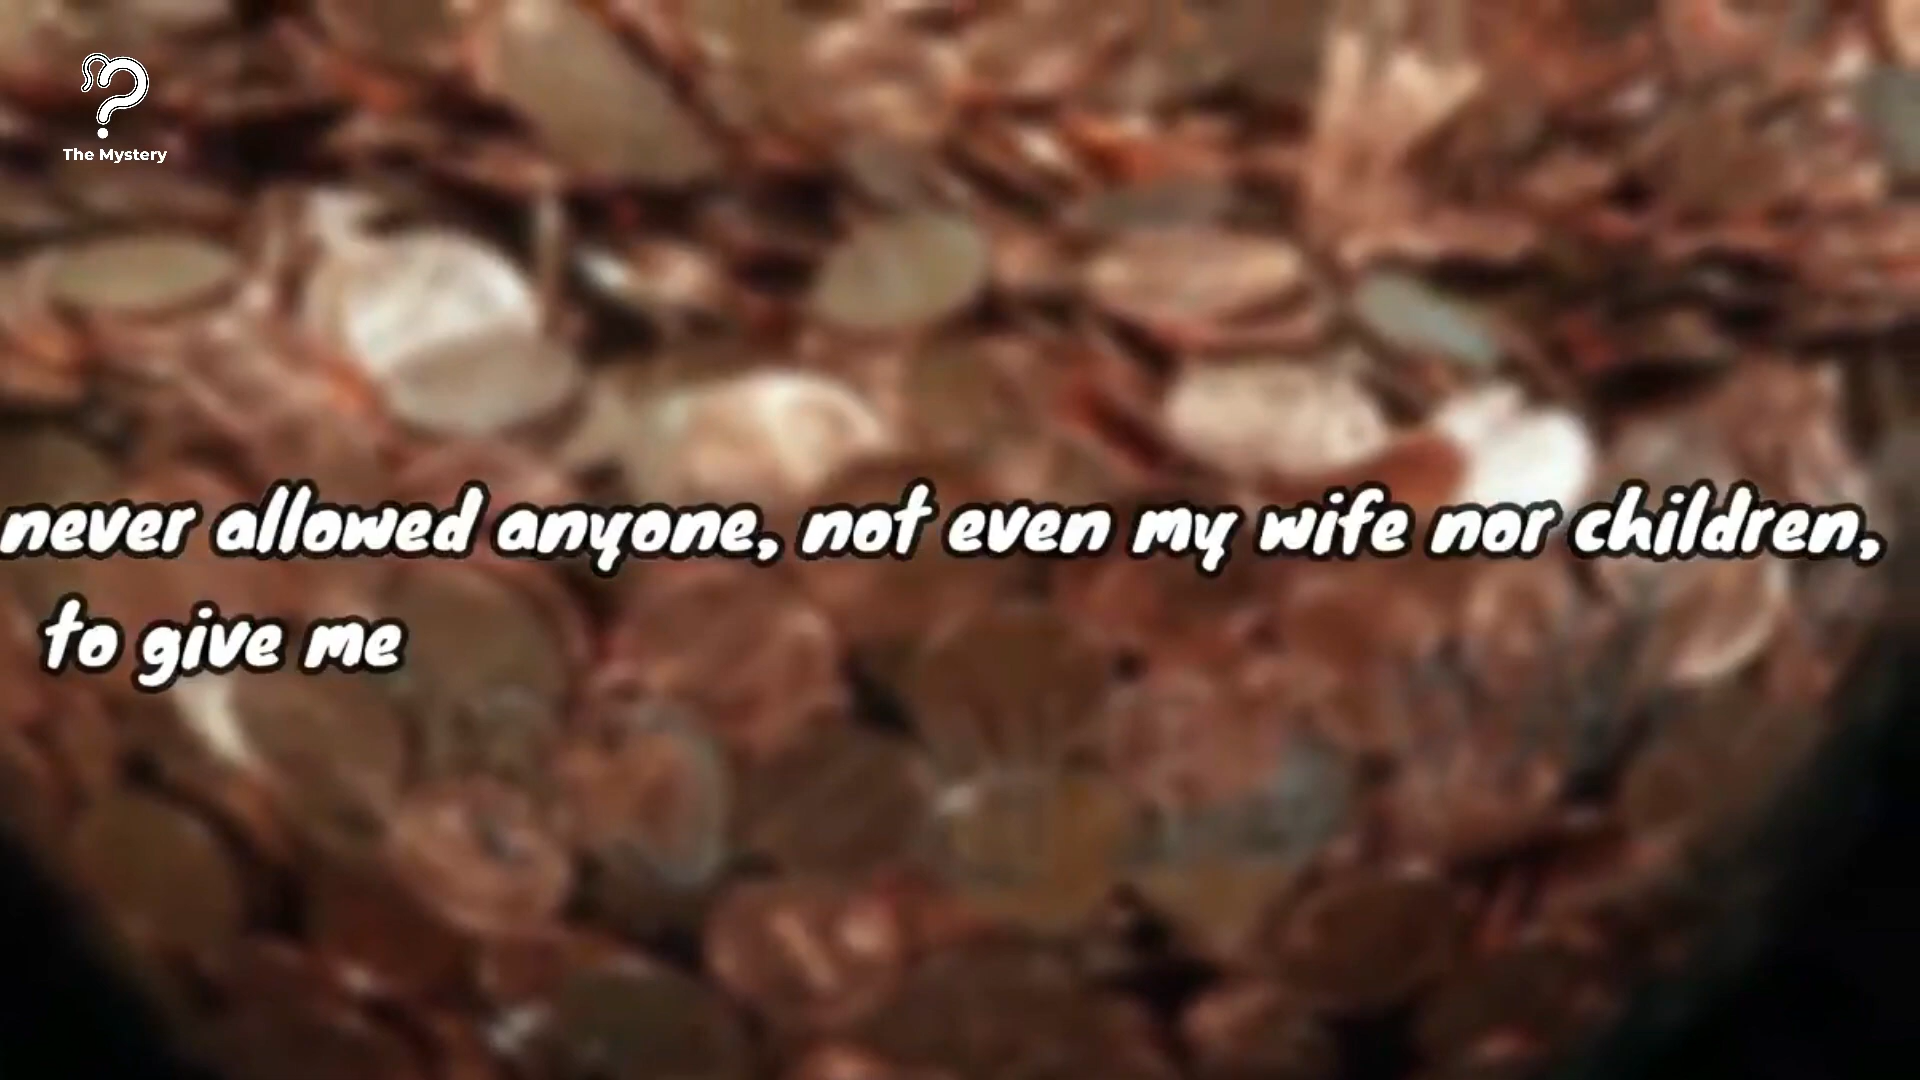 The Mystery
never allowed anyone, not even my wife nor children,
to give me